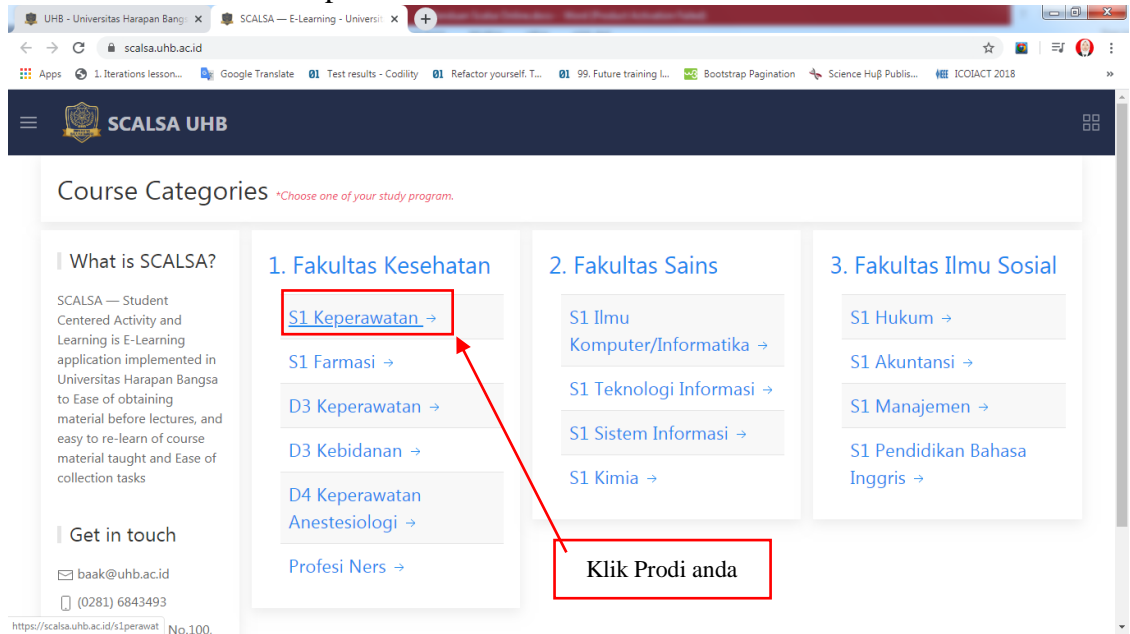 UHB - Universitas Harapan Bangs
SCALSA — E-Learning - Universit
scalsa.uhb.ac.id
Apps
1. Iterations lesson...
Google Translate
Test results - Codility
Refactor yourself. T...
99. Future training l...
Bootstrap Pagination
Science Huβ Publis...
ICOIACT 2018
SCALSA UHB
Course Categories *Choose one of your study program.
What is SCALSA?
SCALSA — Student
Centered Activity and
Learning is E-Learning
application implemented in
Universitas Harapan Bangsa
to Ease of obtaining
material before lectures, and
easy to re-learn of course
material taught and Ease of
collection tasks
Get in touch
baak@uhb.ac.id
(0281) 6843493
No.100,
1. Fakultas Kesehatan
S1 Keperawatan →
S1 Farmasi →
D3 Keperawatan →
D3 Kebidanan →
D4 Keperawatan
Anestesiologi →
Profesi Ners →
2. Fakultas Sains
S1 Ilmu
Komputer/Informatika →
S1 Teknologi Informasi →
S1 Sistem Informasi →
S1 Kimia →
3. Fakultas Ilmu Sosial
S1 Hukum →
S1 Akuntansi →
S1 Manajemen →
S1 Pendidikan Bahasa
Inggris →
Klik Prodi anda
https://scalsa.uhb.ac.id/s1perawat